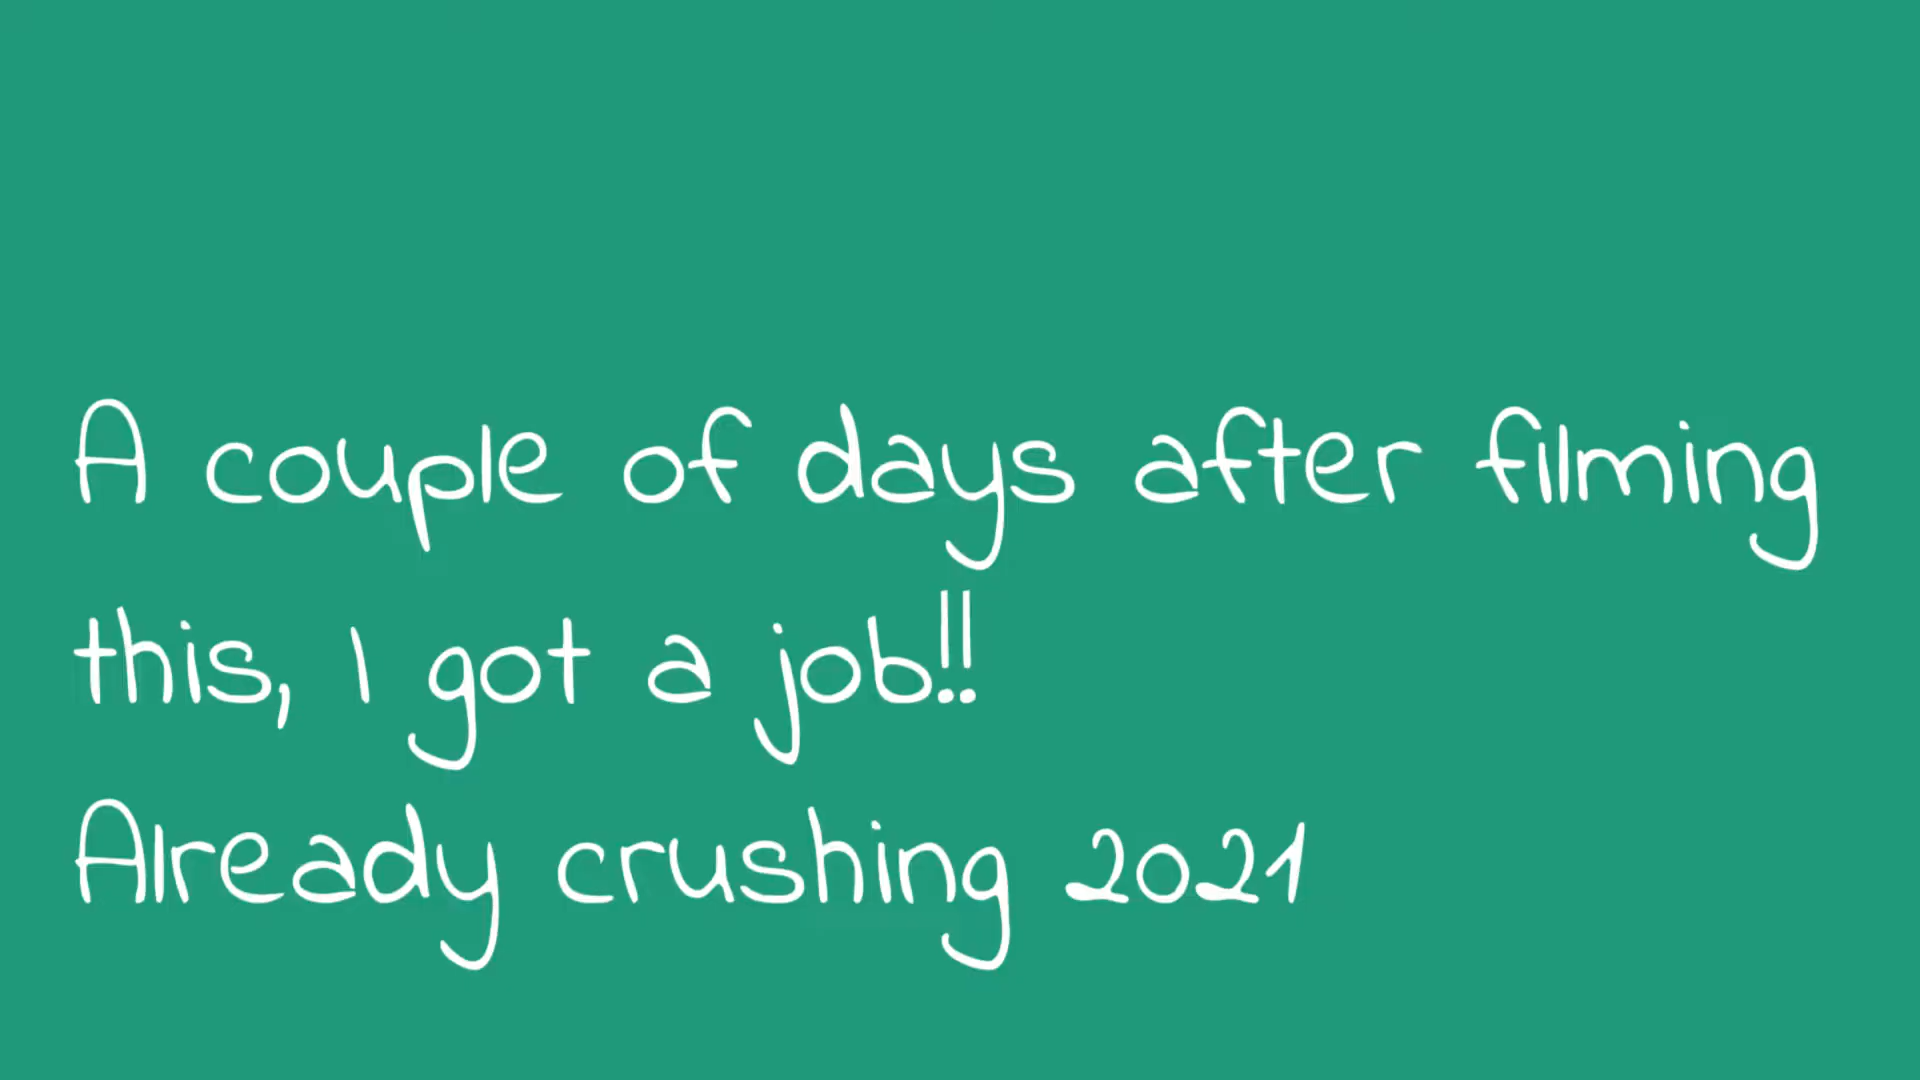 A couple of days after filming
this, I got a job!!
Already crushing 2021